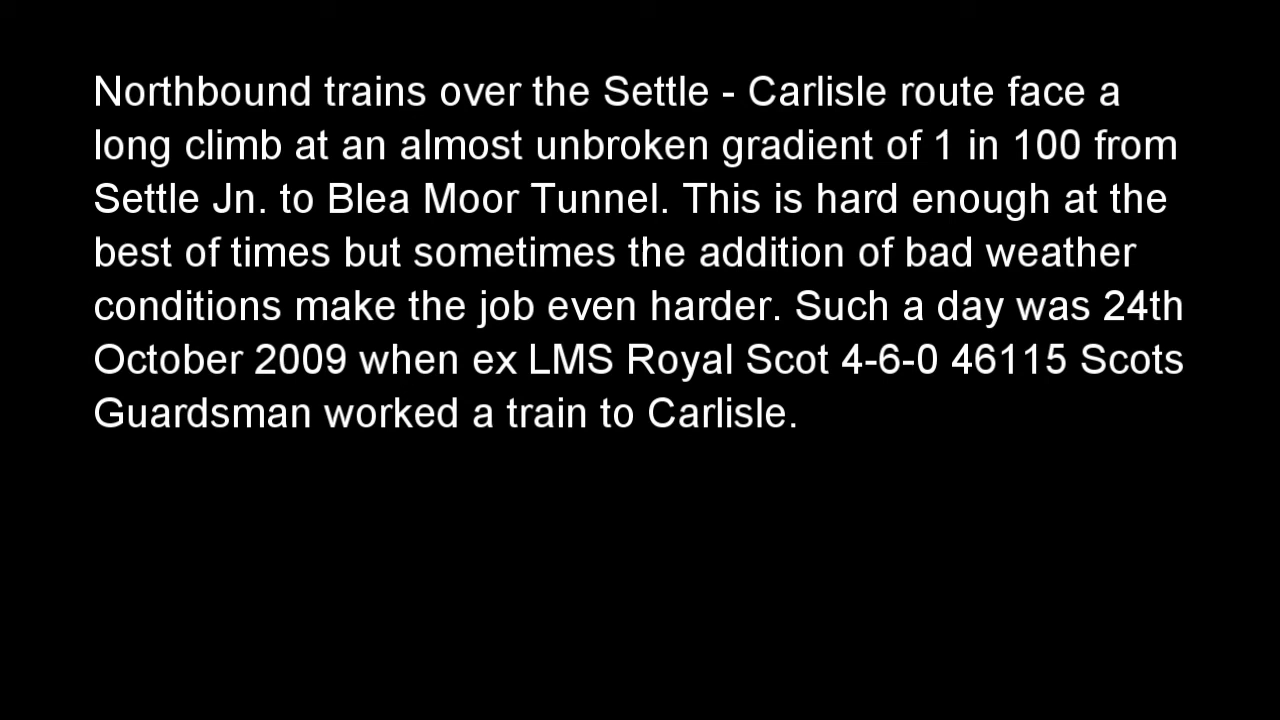 Northbound trains over the Settle - Carlisle route face a
long climb at an almost unbroken gradient of 1 in 100 from
Settle Jn. to Blea Moor Tunnel. This is hard enough at the
best of times but sometimes the addition of bad weather
conditions make the job even harder. Such a day was 24th
October 2009 when ex LMS Royal Scot 4-6-0 46115 Scots
Guardsman worked a train to Carlisle.